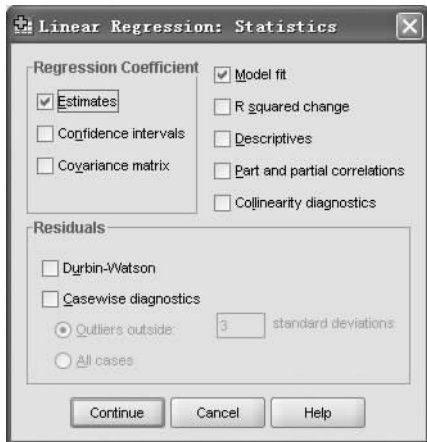 Linear Regression: Statistics
Regression Coefficient
Estimates
Confidence intervals
Covariance matrix
Model fit
R squared change
Descriptives
Part and partial correlations
Collinearity diagnostics
Residuals
Durbin-Watson
Casewise diagnostics
Outliers outside: 3 standard deviations
All cases
Continue Cancel Help